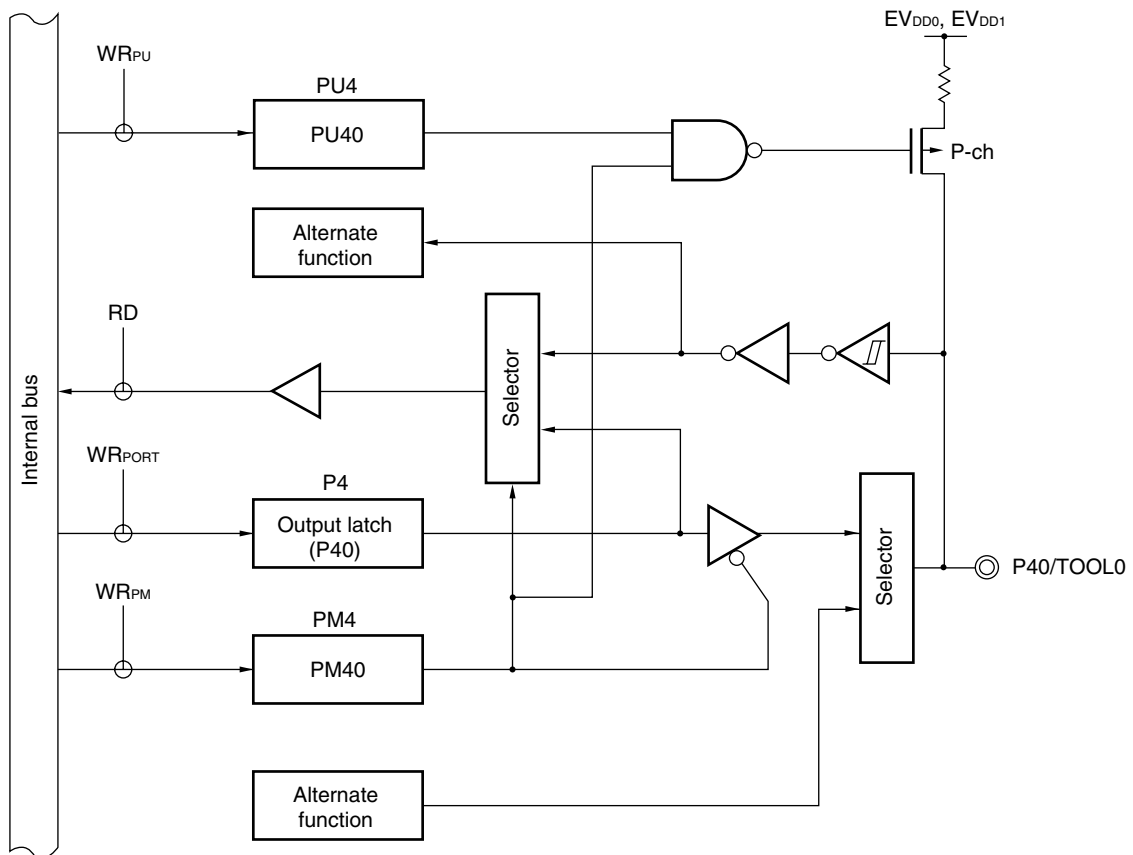 EVDD0, EVDD1
WRPU
PU4
PU40
P-ch
Alternate
function
RD
Selector
Internal bus
WRPORT
P4
Output latch
(P40)
Selector
P40/TOOL0
WRPM
PM4
PM40
Alternate
function